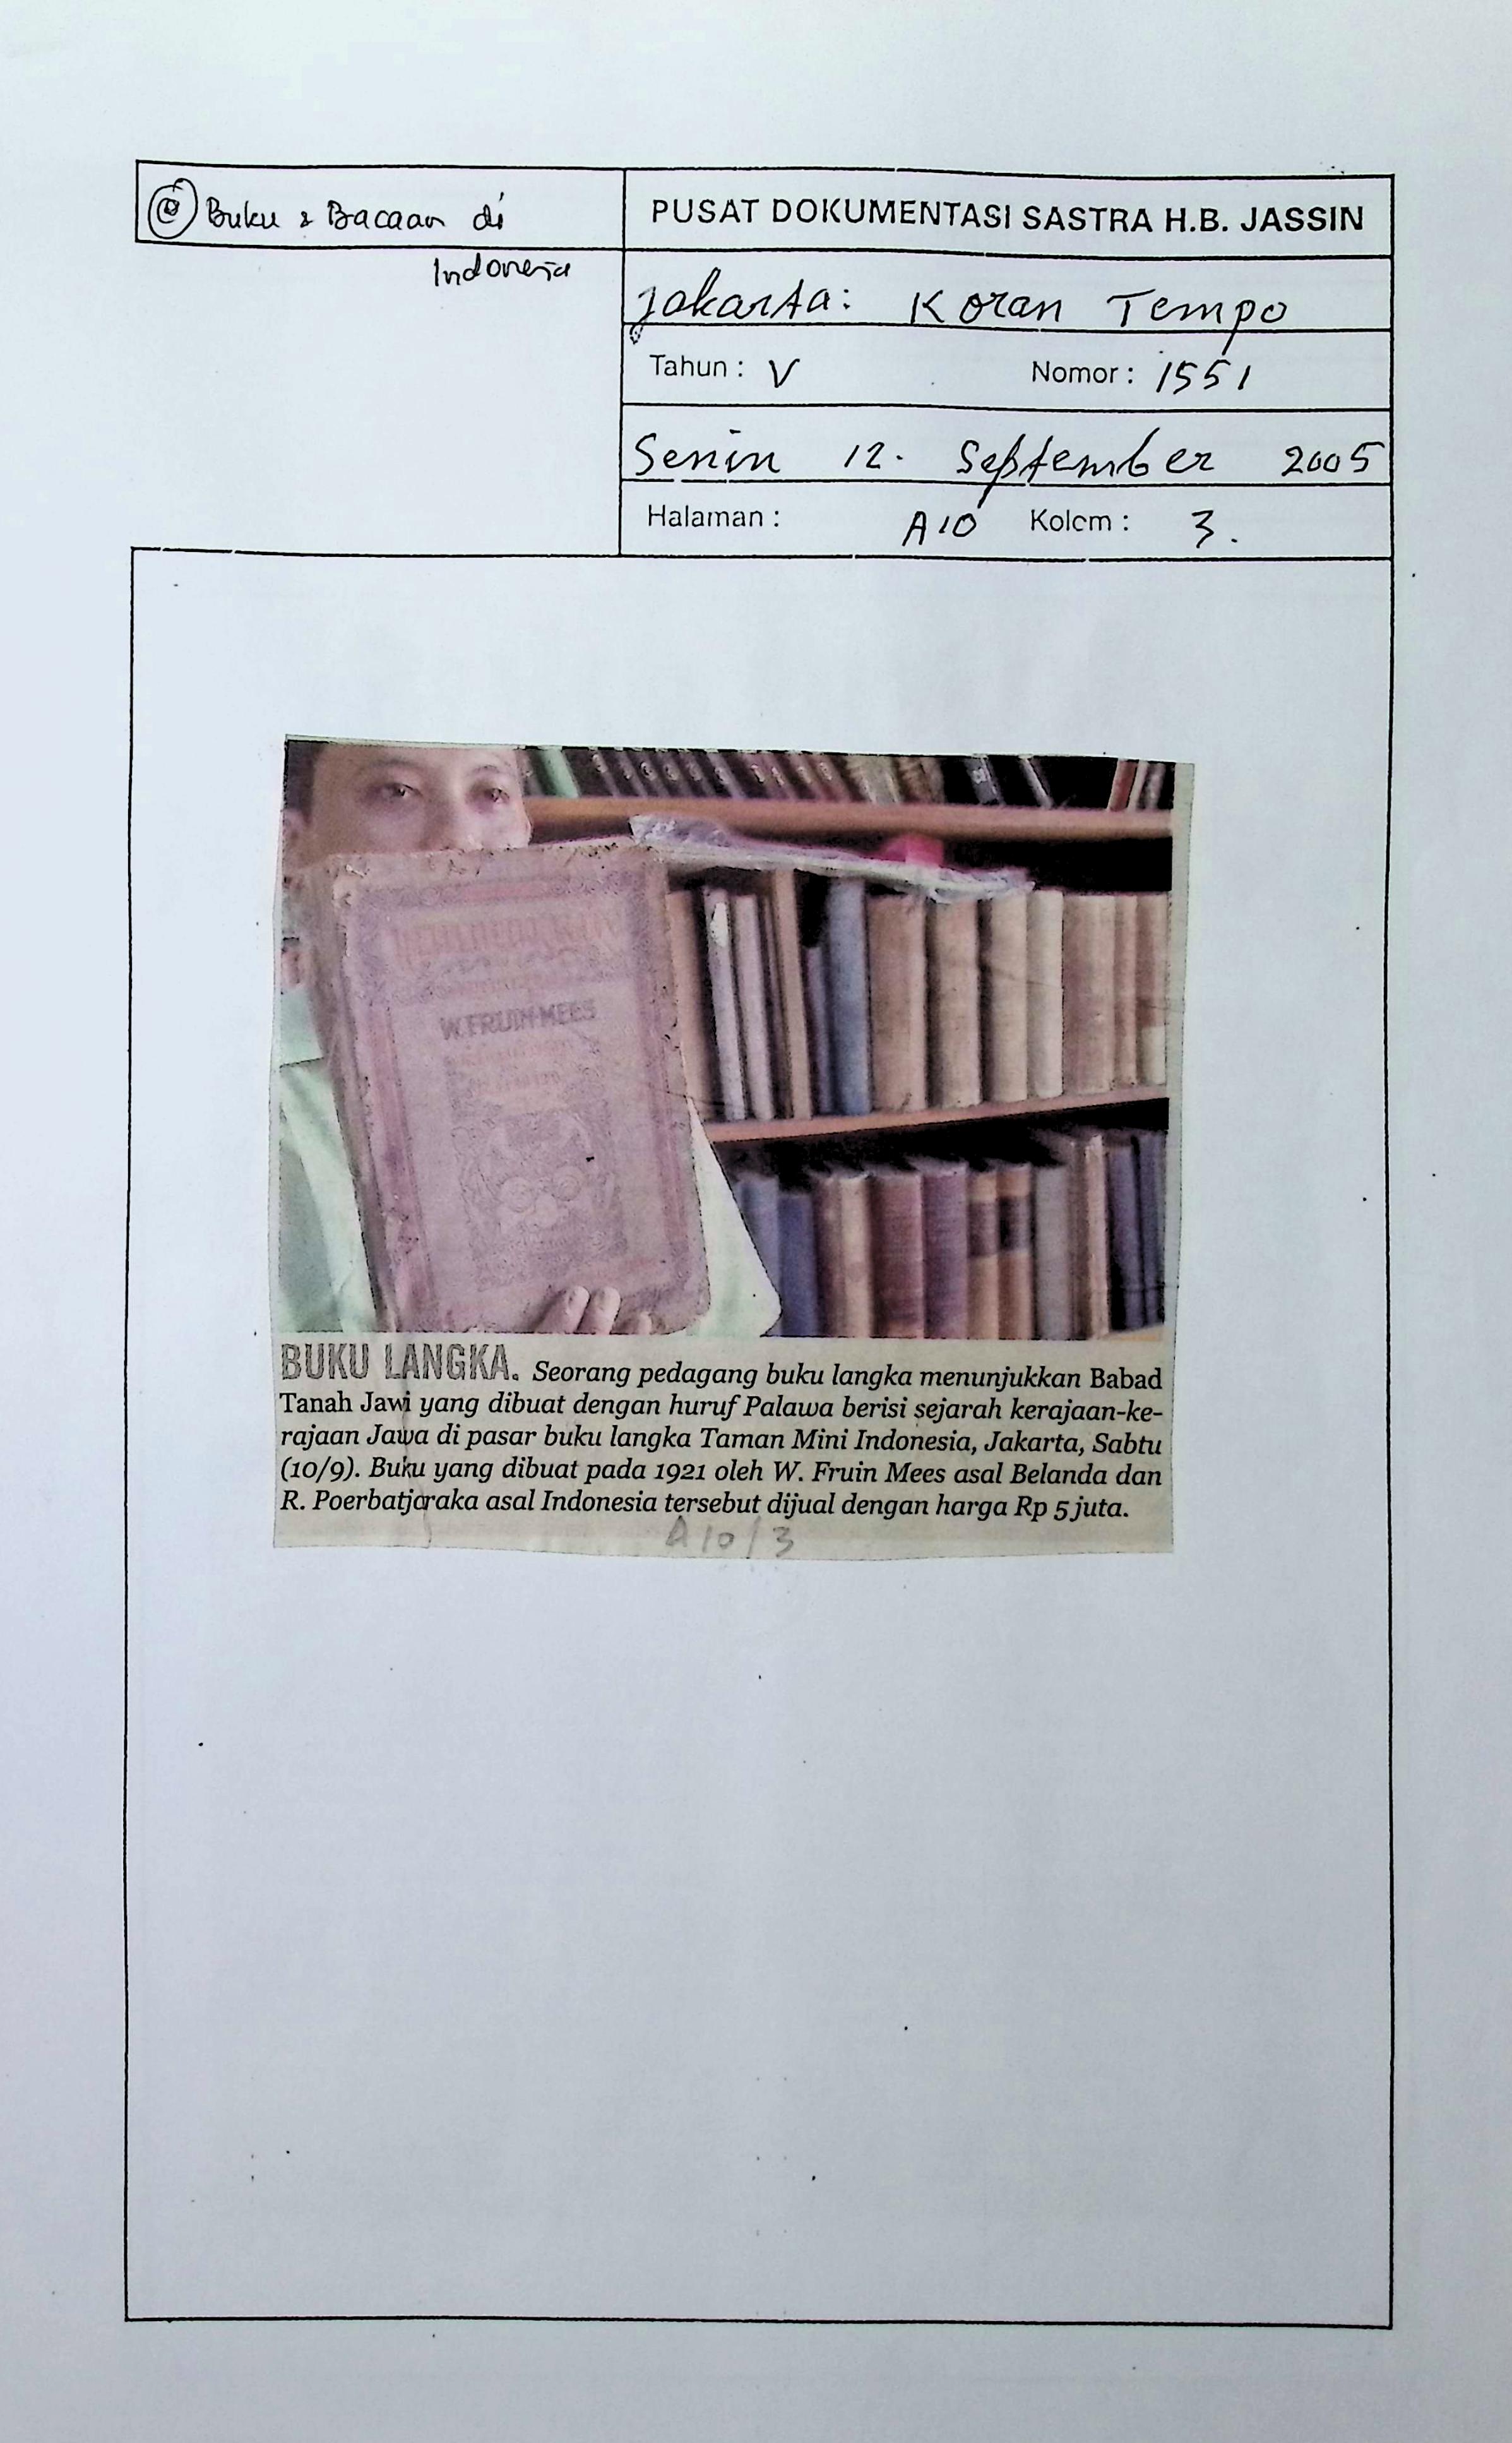 @ Buku & Bacaan di
Indonesia
PUSAT DOKUMENTASI SASTRA H.B. JASSIN
Jakarta: Koran Tempo
Tahun : V Nomor : 1551
Senin 12. September 2005
Halaman : A10 Kolom : 3.
W. FRUIN-MEES
BUKU LANGKA. Seorang pedagang buku langka menunjukkan Babad
Tanah Jawi yang dibuat dengan huruf Palawa berisi sejarah kerajaan-ke-
rajaan Jawa di pasar buku langka Taman Mini Indonesia, Jakarta, Sabtu
(10/9). Buku yang dibuat pada 1921 oleh W. Fruin Mees asal Belanda dan
R. Poerbatjaraka asal Indonesia tersebut dijual dengan harga Rp 5 juta.
A10/3